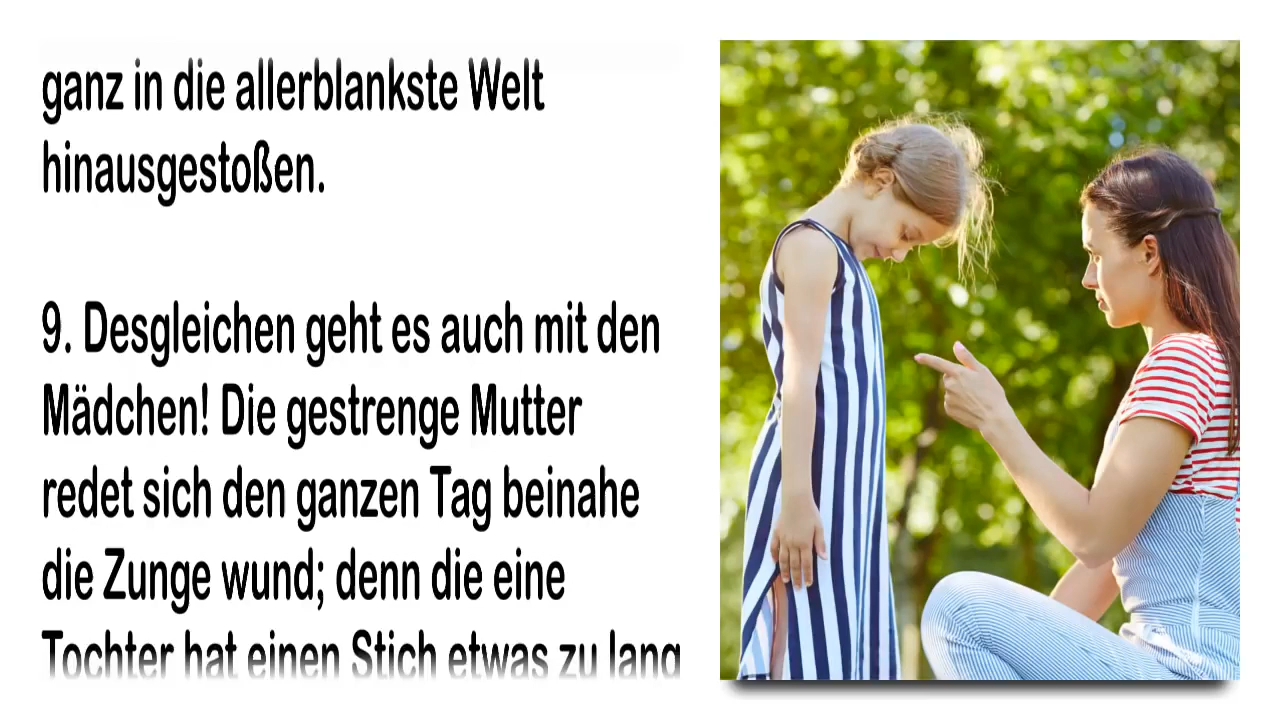 ganz in die allerblankste Welt
hinausgestoßen.
9. Desgleichen geht es auch mit den
Mädchen! Die gestrenge Mutter
redet sich den ganzen Tag beinahe
die Zunge wund; denn die eine
Tochter hat einen Stich etwas zu lang